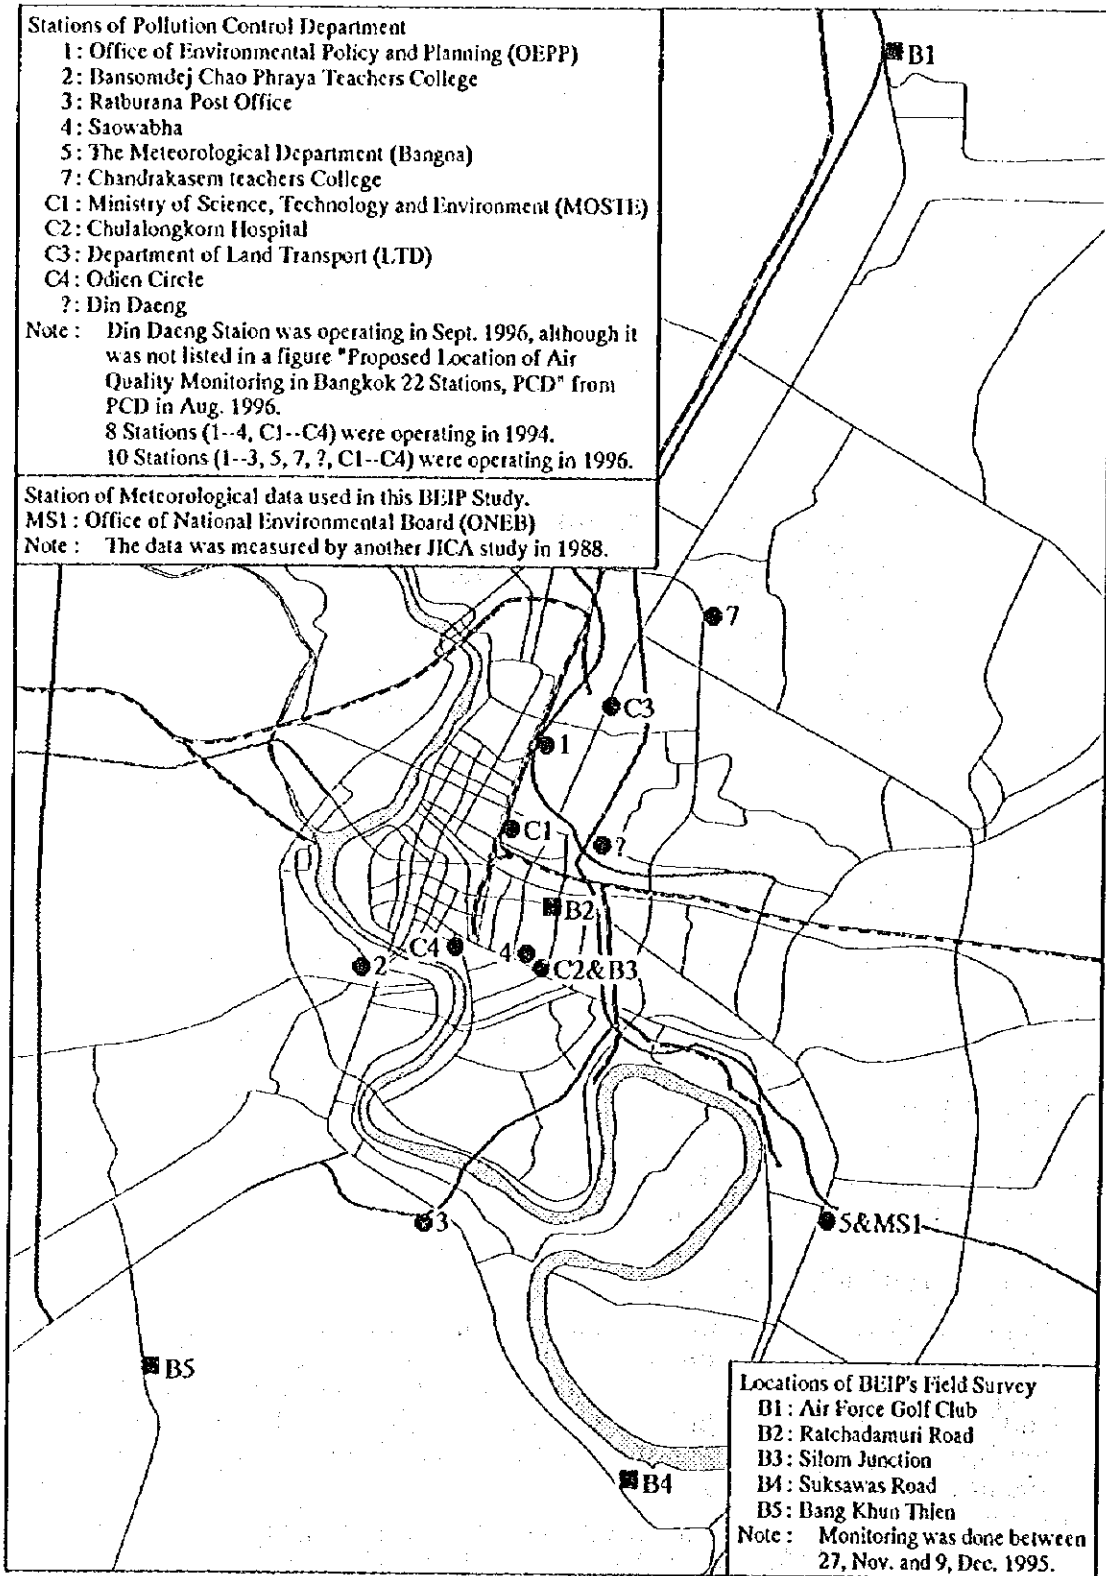 Stations of Pollution Control Department
1 : Office of Environmental Policy and Planning (OEPP)
2 : Bansomdej Chao Phraya Teachers College
3 : Ratburana Post Office
4 : Saowabha
5 : The Meteorological Department (Bangna)
7 : Chandrakasem teachers College
C1 : Ministry of Science, Technology and Environment (MOSTE)
C2 : Chulalongkorn Hospital
C3 : Department of Land Transport (LTD)
C4 : Odien Circle
? : Din Daeng
Note : Din Daeng Staion was operating in Sept. 1996, although it
was not listed in a figure "Proposed Location of Air
Quality Monitoring in Bangkok 22 Stations, PCD" from
PCD in Aug. 1996.
8 Stations (1--4, C1--C4) were operating in 1994.
10 Stations (1--3, 5, 7, ?, C1--C4) were operating in 1996.
Station of Meteorological data used in this BEIP Study.
MS1 : Office of National Environmental Board (ONEB)
Note : The data was measured by another JICA study in 1988.
B1
7
C3
1
C1
?
B2
C4
4
2
C2&B3
3
5&MS1
B5
B4
Locations of BEIP's Field Survey
B1 : Air Force Golf Club
B2 : Ratchadamuri Road
B3 : Silom Junction
B4 : Suksawas Road
B5 : Bang Khun Thien
Note : Monitoring was done between
27, Nov. and 9, Dec. 1995.